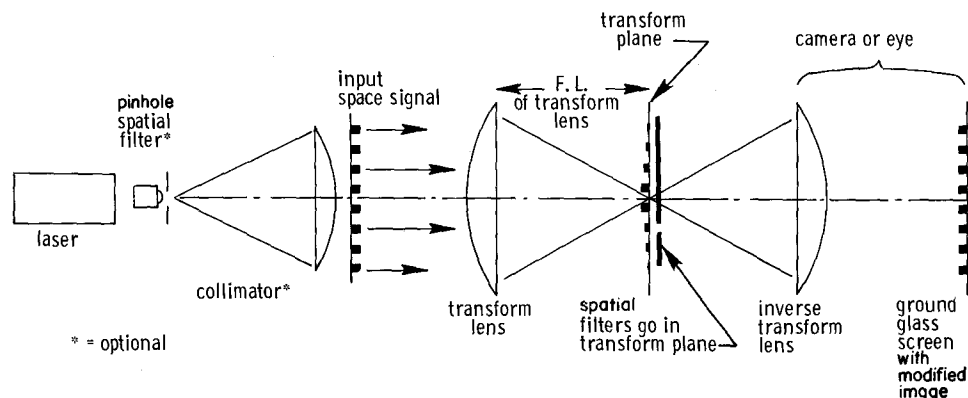 transform
plane
camera or eye
input
space signal
F. L.
of transform
lens
pinhole
spatial
filter*
laser
collimator*
transform
lens
spatial
filters go in
transform plane
inverse
transform
lens
ground
glass
screen
with
modified
image
* = optional